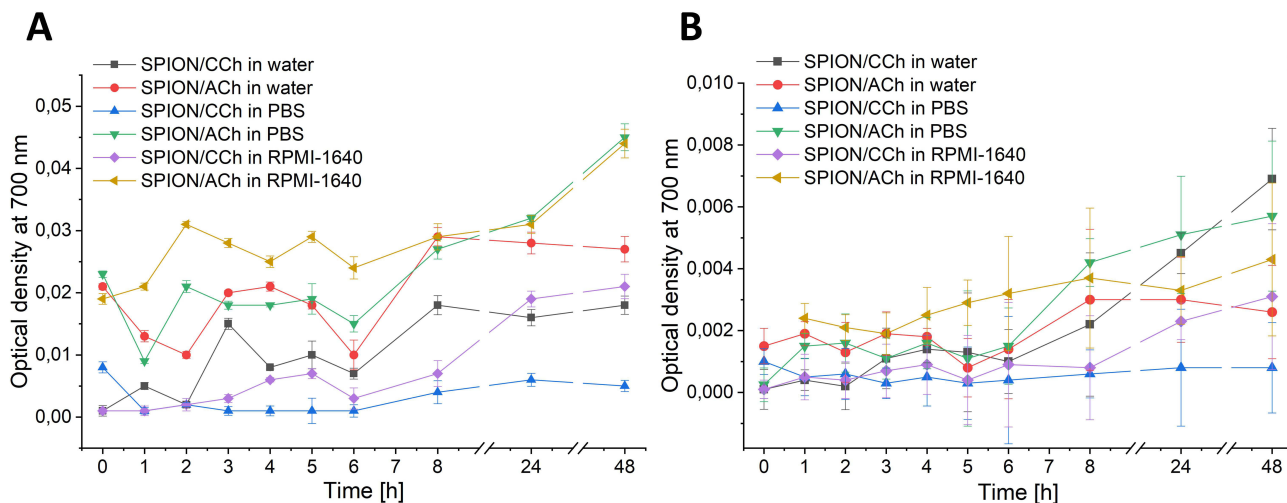 A
SPION/CCh in water
SPION/ACh in water
SPION/CCh in PBS
SPION/ACh in PBS
SPION/CCh in RPMI-1640
SPION/ACh in RPMI-1640
Optical density at 700 nm
0,05
0,04
0,03
0,02
0,01
0,00
0 1 2 3 4 5 6 7 8 24 48
Time [h]
B
SPION/CCh in water
SPION/ACh in water
SPION/CCh in PBS
SPION/ACh in PBS
SPION/CCh in RPMI-1640
SPION/ACh in RPMI-1640
Optical density at 700 nm
0,010
0,008
0,006
0,004
0,002
0,000
0 1 2 3 4 5 6 7 8 24 48
Time [h]